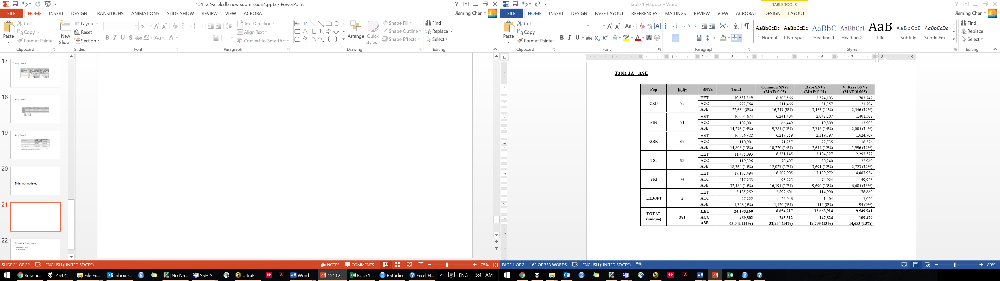 151122-alleledb new submission4.pptx - PowerPoint
FILE HOME INSERT DESIGN TRANSITIONS ANIMATIONS SLIDE SHOW REVIEW VIEW ACROBAT
Jieming Chen
Paste
Cut
Copy
Format Painter
Clipboard
New Slide
Layout
Reset
Section
Slides
28
Font
Paragraph
Text Direction
Align Text
Convert to SmartArt
Arrange
Quick Styles
Shape Fill
Shape Outline
Shape Effects
Drawing
Find
Replace
Select
Editing
17
Supp Table 3
18
Supp Table 4
19
Supp Table 5
20
Slides not updated
21
22
Remaining Things to do
SLIDE 21 OF 22 ENGLISH (UNITED STATES)
NOTES COMMENTS 75%
table 1 v8.docx - Word
TABLE TOOLS
FILE HOME INSERT DESIGN PAGE LAYOUT REFERENCES MAILINGS REVIEW VIEW ACROBAT DESIGN LAYOUT
Jieming Chen
Paste
Cut
Copy
Format Painter
Clipboard
Font
Paragraph
AaBbCcDc AaBbCcDc AaBbC AaBbCcI AaB AaBbCcD AaBbCcDa
¶ Normal ¶ No Spac... Heading 1 Heading 2 Title Subtitle Subtle Em...
Styles
Find
Replace
Select
Editing
Table 1A - ASE
Pop Indiv SNVs Total Common SNVs (MAF>0.05) Rare SNVs (MAF≤0.01) V. Rare SNVs (MAF≤0.005)
CEU 75 HET 10,651,149 6,308,566 2,524,103 1,783,747
ACC 272,764 211,466 31,357 21,794
ASE 22,664 (8%) 16,347 (8%) 3,453 (11%) 2,546 (12%)
FIN 71 HET 10,004,674 6,241,404 2,048,207 1,401,508
ACC 102,001 66,449 19,809 13,903
ASE 14,276 (14%) 9,781 (15%) 2,718 (14%) 2,005 (14%)
GBR 67 HET 10,276,322 6,217,359 2,319,797 1,624,709
ACC 110,901 71,257 22,735 16,326
ASE 14,805 (13%) 10,220 (14%) 2,644 (12%) 1,996 (12%)
TSI 92 HET 11,475,093 6,331,145 3,104,327 2,293,577
ACC 119,326 70,407 30,240 22,969
ASE 18,364 (15%) 12,027 (17%) 3,691 (12%) 2,723 (12%)
YRI 74 HET 17,173,494 6,202,905 7,189,972 4,887,934
ACC 217,253 93,225 74,924 49,923
ASE 32,484 (15%) 16,191 (17%) 9,690 (13%) 6,685 (13%)
CHB/JPT 2 HET 3,185,252 2,892,601 114,990 76,669
ACC 27,222 24,046 1,404 1,020
ASE 1,328 (5%) 1,120 (5%) 114 (8%) 94 (9%)
TOTAL (unique) 381 HET 24,198,160 6,654,217 12,663,914 9,549,941
ACC 469,802 243,312 147,824 109,479
ASE 63,541 (14%) 32,954 (14%) 19,703 (13%) 14,653 (13%)
PAGE 1 OF 2 162 OF 333 WORDS ENGLISH (UNITED STATES) 80%
Retaini... [? #01]... File Ex... Inbox -... [No Na... SSH S... UltraE... Word ... 15112... Book1 ... RStudio Excel H... ENG 5:41 AM